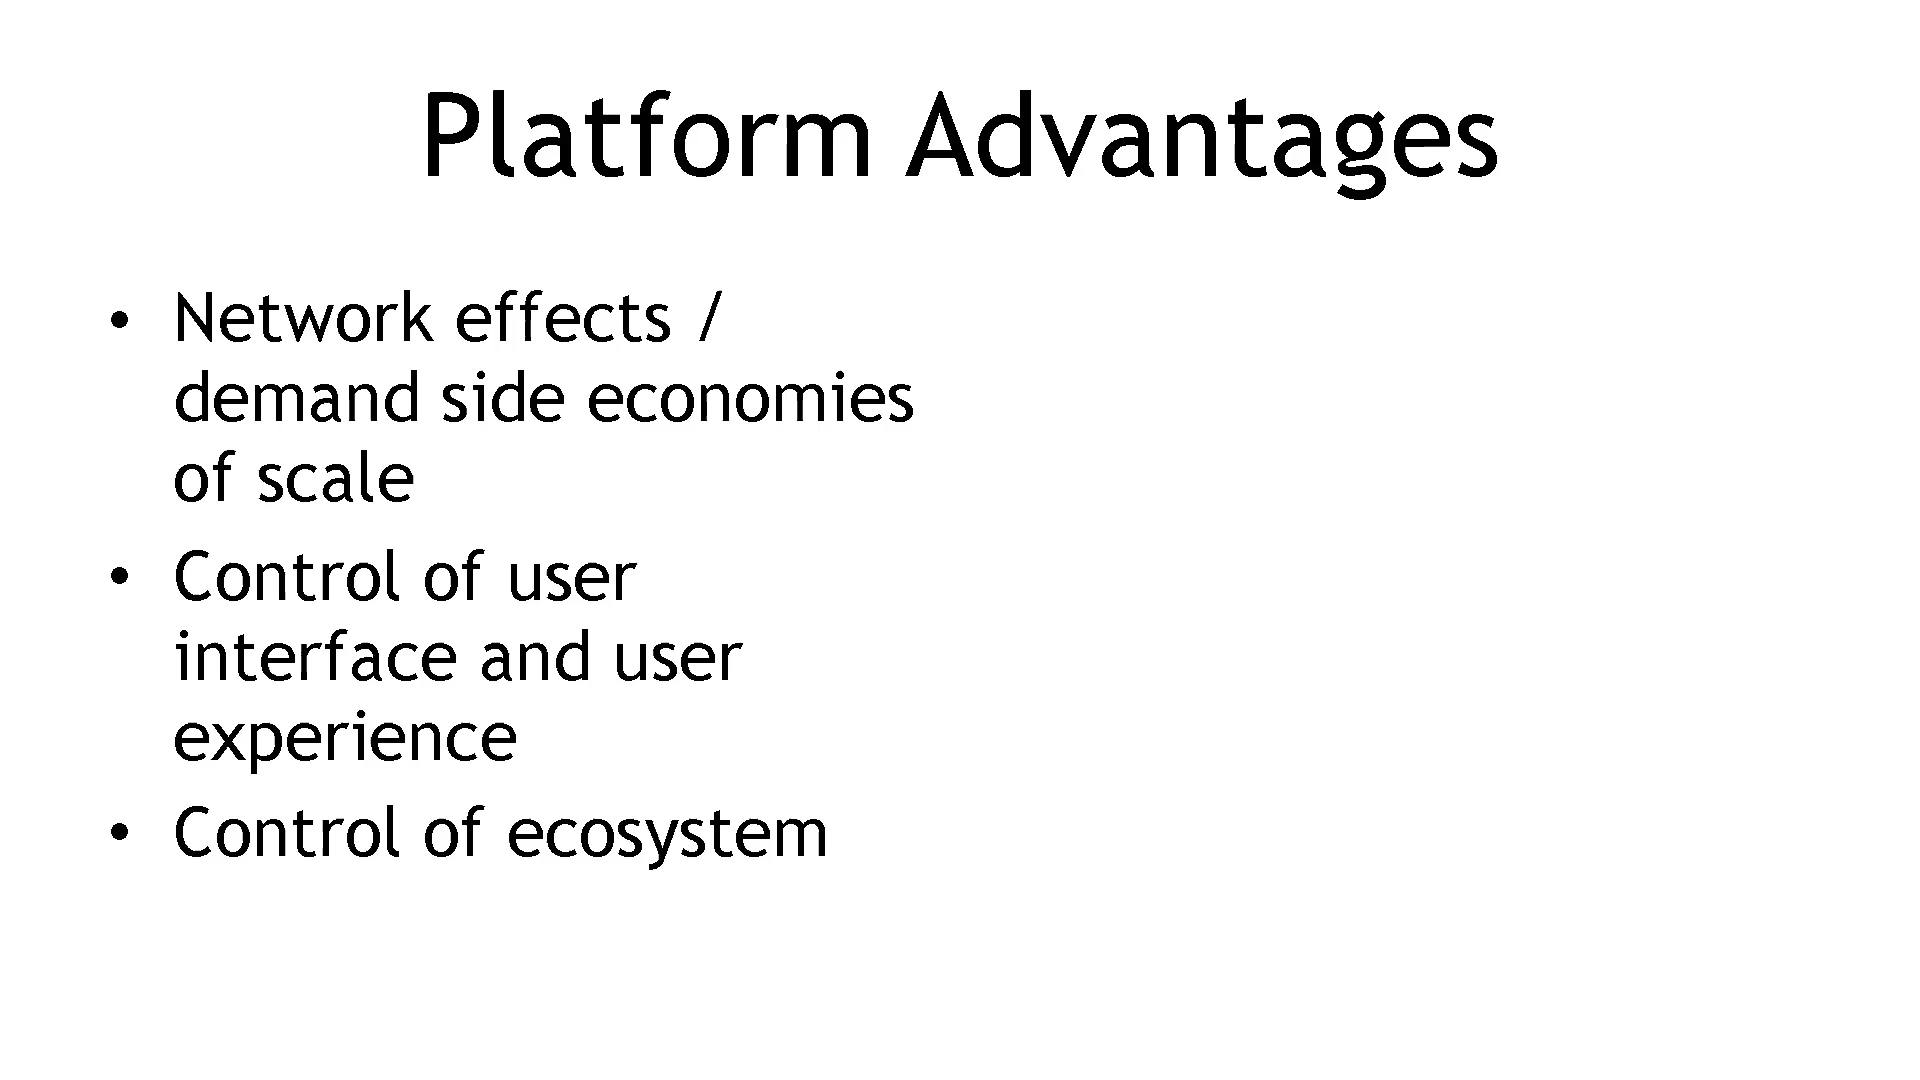 Platform Advantages
• Network effects /
demand side economies
of scale
• Control of user
interface and user
experience
• Control of ecosystem